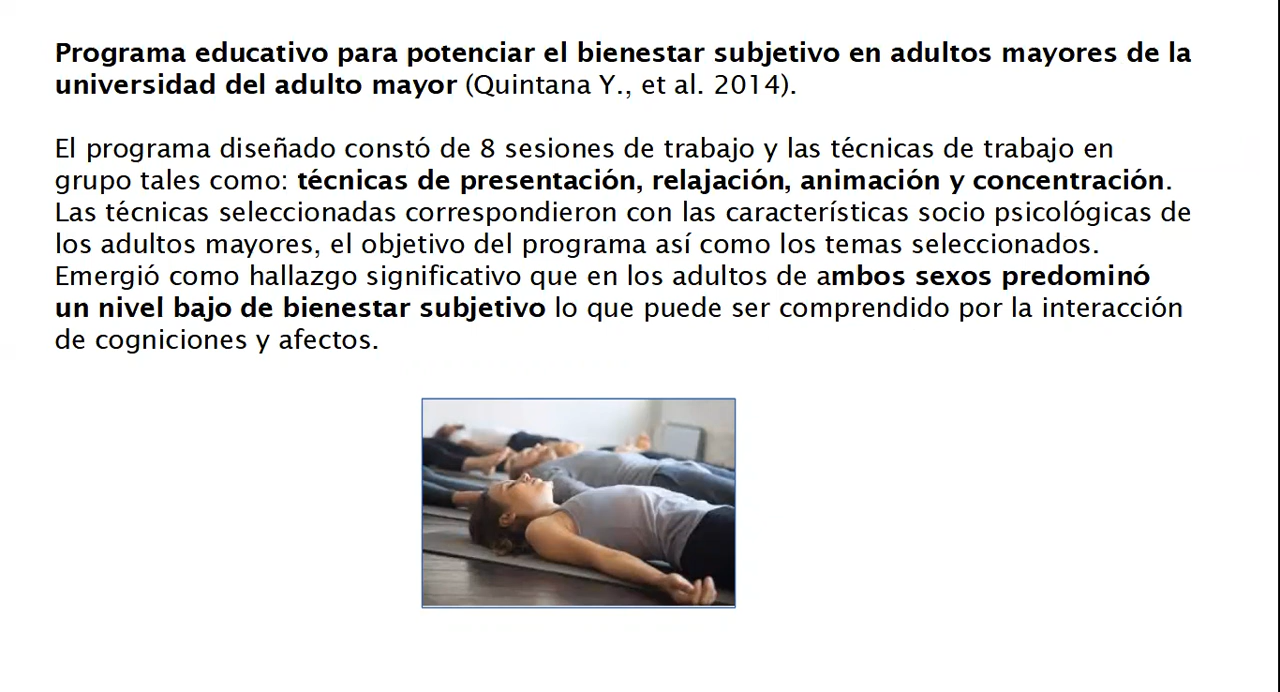 Programa educativo para potenciar el bienestar subjetivo en adultos mayores de la
universidad del adulto mayor (Quintana Y., et al. 2014).
El programa diseñado constó de 8 sesiones de trabajo y las técnicas de trabajo en
grupo tales como: técnicas de presentación, relajación, animación y concentración.
Las técnicas seleccionadas correspondieron con las características socio psicológicas de
los adultos mayores, el objetivo del programa así como los temas seleccionados.
Emergió como hallazgo significativo que en los adultos de ambos sexos predominó
un nivel bajo de bienestar subjetivo lo que puede ser comprendido por la interacción
de cogniciones y afectos.